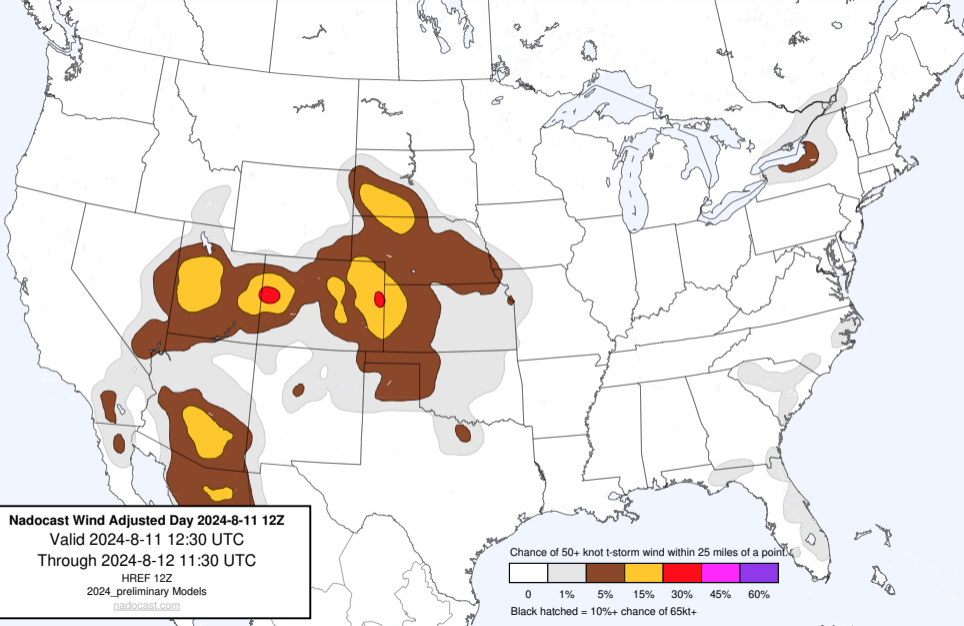 Nadocast Wind Adjusted Day 2024-8-11 12Z
Valid 2024-8-11 12:30 UTC
Through 2024-8-12 11:30 UTC
HREF 12Z
2024_preliminary Models
nadocast.com
Chance of 50+ knot t-storm wind within 25 miles of a point.
0 1% 5% 15% 30% 45% 60%
Black hatched = 10%+ chance of 65kt+